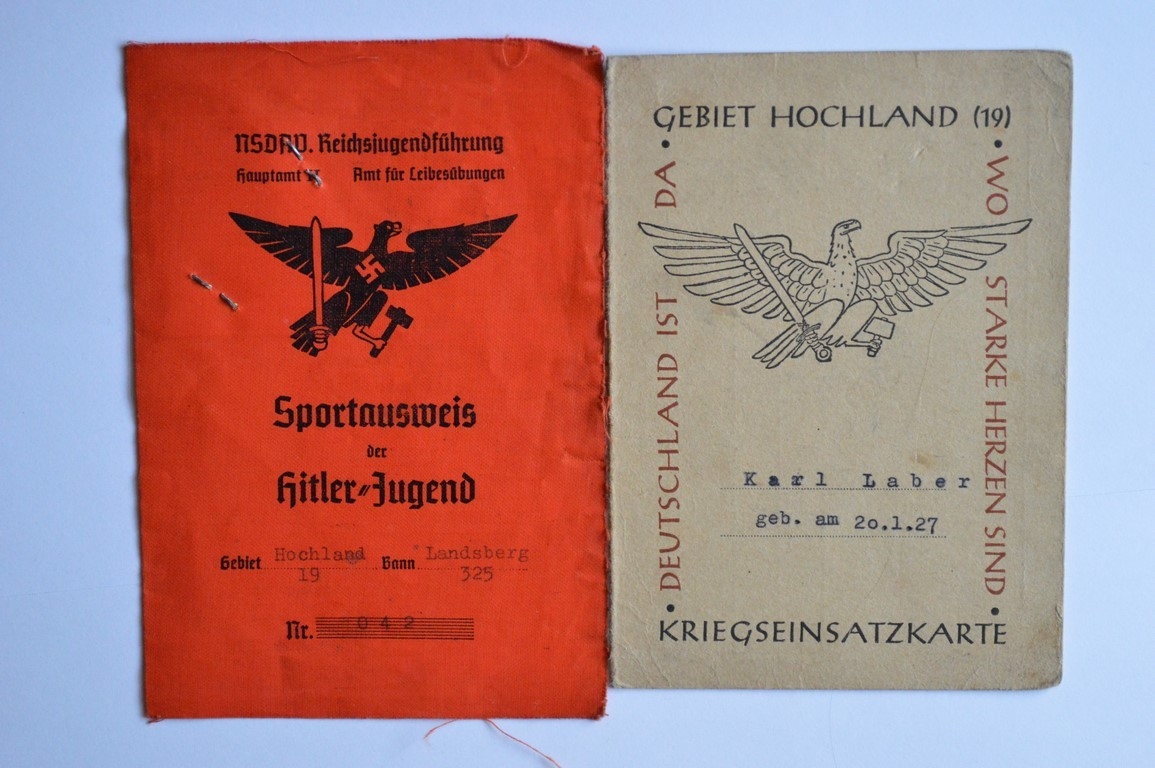 NSDAP. Reichsjugendführung
Hauptamt II Amt für Leibesübungen
Sportausweis
der
Hitler-Jugend
Gebiet Hochland Bann Landsberg
19 325
Nr. 042
GEBIET HOCHLAND (19)
• DEUTSCHLAND IST DA •
• WO STARKE HERZEN SIND •
Karl Laber
geb. am 20.1.27
KRIEGSEINSATZKARTE